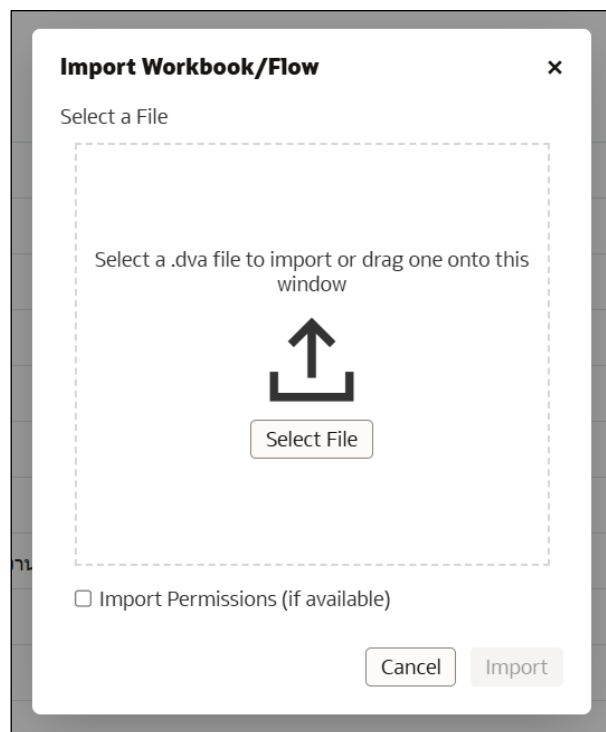 Import Workbook/Flow
Select a File
Select a .dva file to import or drag one onto this
window
Select File
Import Permissions (if available)
Cancel
Import